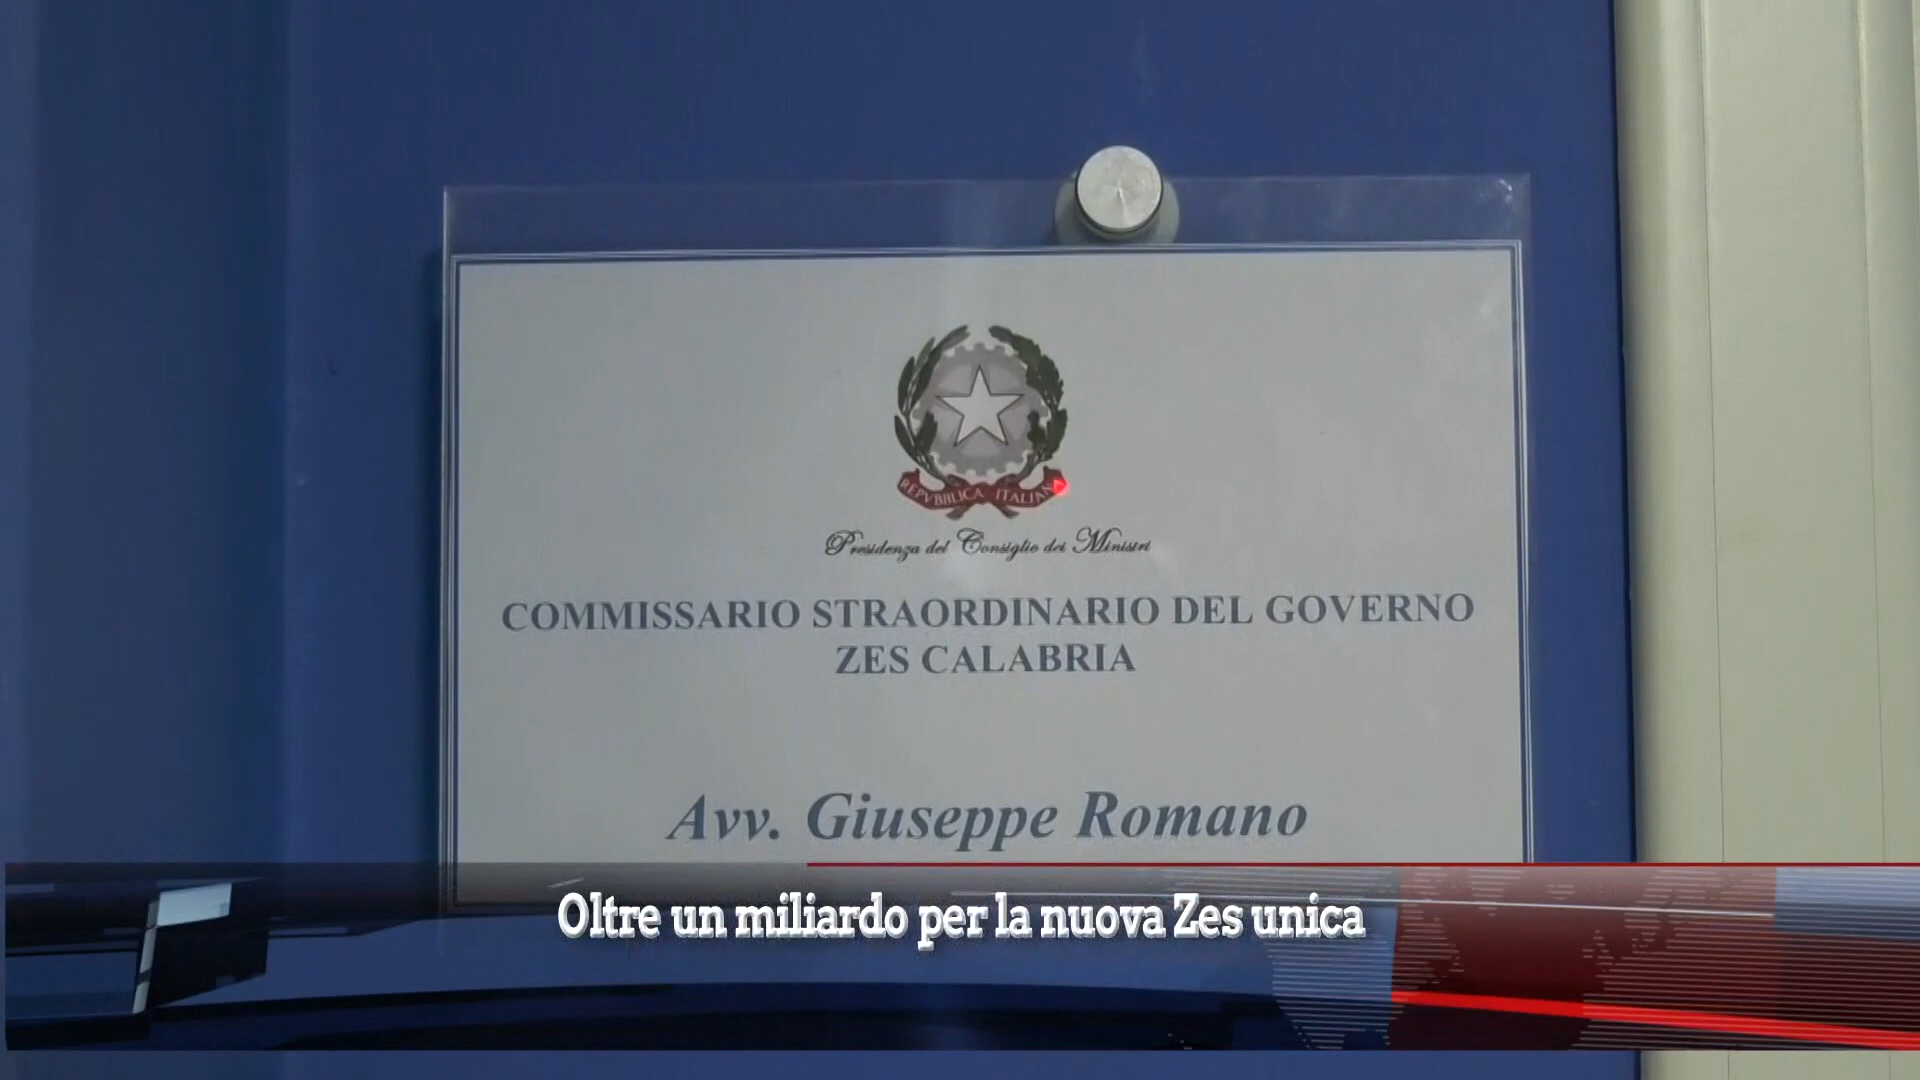 REPVBBLICA ITALIANA
Presidenza del Consiglio dei Ministri
COMMISSARIO STRAORDINARIO DEL GOVERNO
ZES CALABRIA
Avv. Giuseppe Romano
Oltre un miliardo per la nuova Zes unica